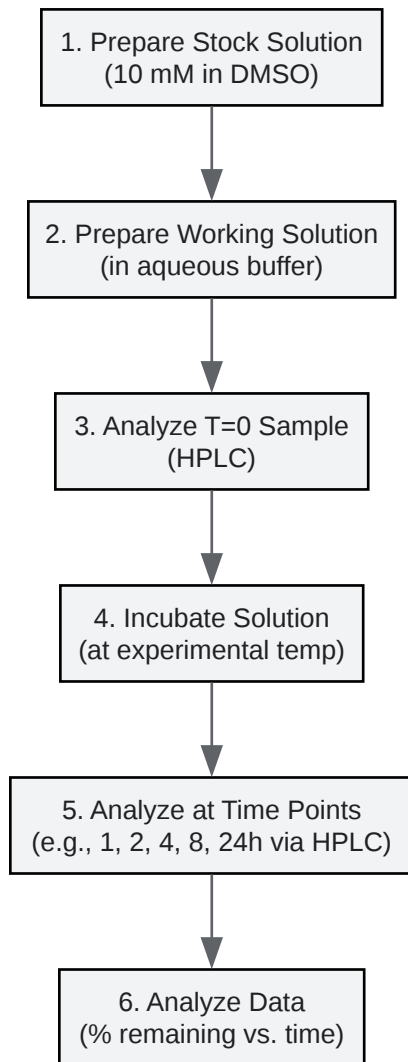 1. Prepare Stock Solution
(10 mM in DMSO)
2. Prepare Working Solution
(in aqueous buffer)
3. Analyze T=0 Sample
(HPLC)
4. Incubate Solution
(at experimental temp)
5. Analyze at Time Points
(e.g., 1, 2, 4, 8, 24h via HPLC)
6. Analyze Data
(% remaining vs. time)